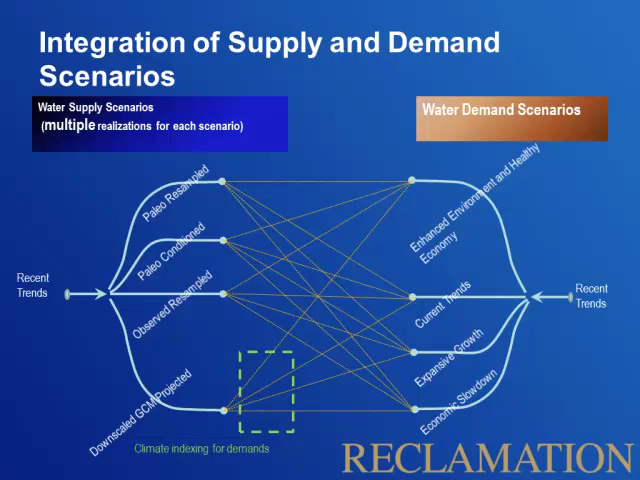 Integration of Supply and Demand
Scenarios
Water Supply Scenarios
(multiple realizations for each scenario)
Water Demand Scenarios
Paleo Resampled
Paleo Conditioned
Observed Resampled
Downscaled GCM Projected
Recent
Trends
Enhanced Environment and Healthy
Economy
Current Trends
Expansive Growth
Economic Slowdown
Recent
Trends
Climate indexing for demands
RECLAMATION